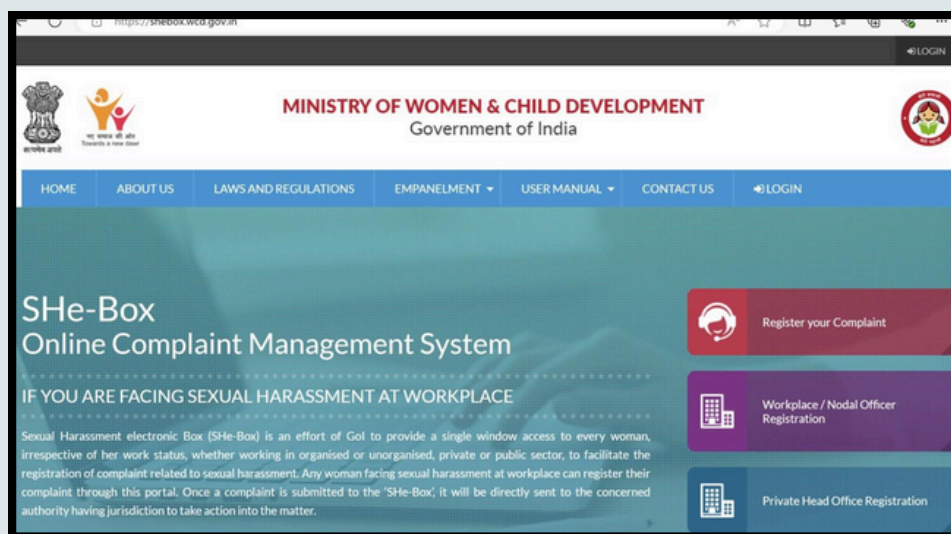 https://shebox.wcd.gov.in
LOGIN
MINISTRY OF WOMEN & CHILD DEVELOPMENT
Government of India
सत्यमेव जयते
Towards a new dawn
HOME ABOUT US LAWS AND REGULATIONS EMPANELMENT USER MANUAL CONTACT US LOGIN
SHe-Box
Online Complaint Management System
IF YOU ARE FACING SEXUAL HARASSMENT AT WORKPLACE
Sexual Harassment electronic Box (SHe-Box) is an effort of GoI to provide a single window access to every woman,
irrespective of her work status, whether working in organised or unorganised, private or public sector, to facilitate the
registration of complaint related to sexual harassment. Any woman facing sexual harassment at workplace can register their
complaint through this portal. Once a complaint is submitted to the 'SHe-Box', it will be directly sent to the concerned
authority having jurisdiction to take action into the matter.
Register your Complaint
Workplace / Nodal Officer
Registration
Private Head Office Registration